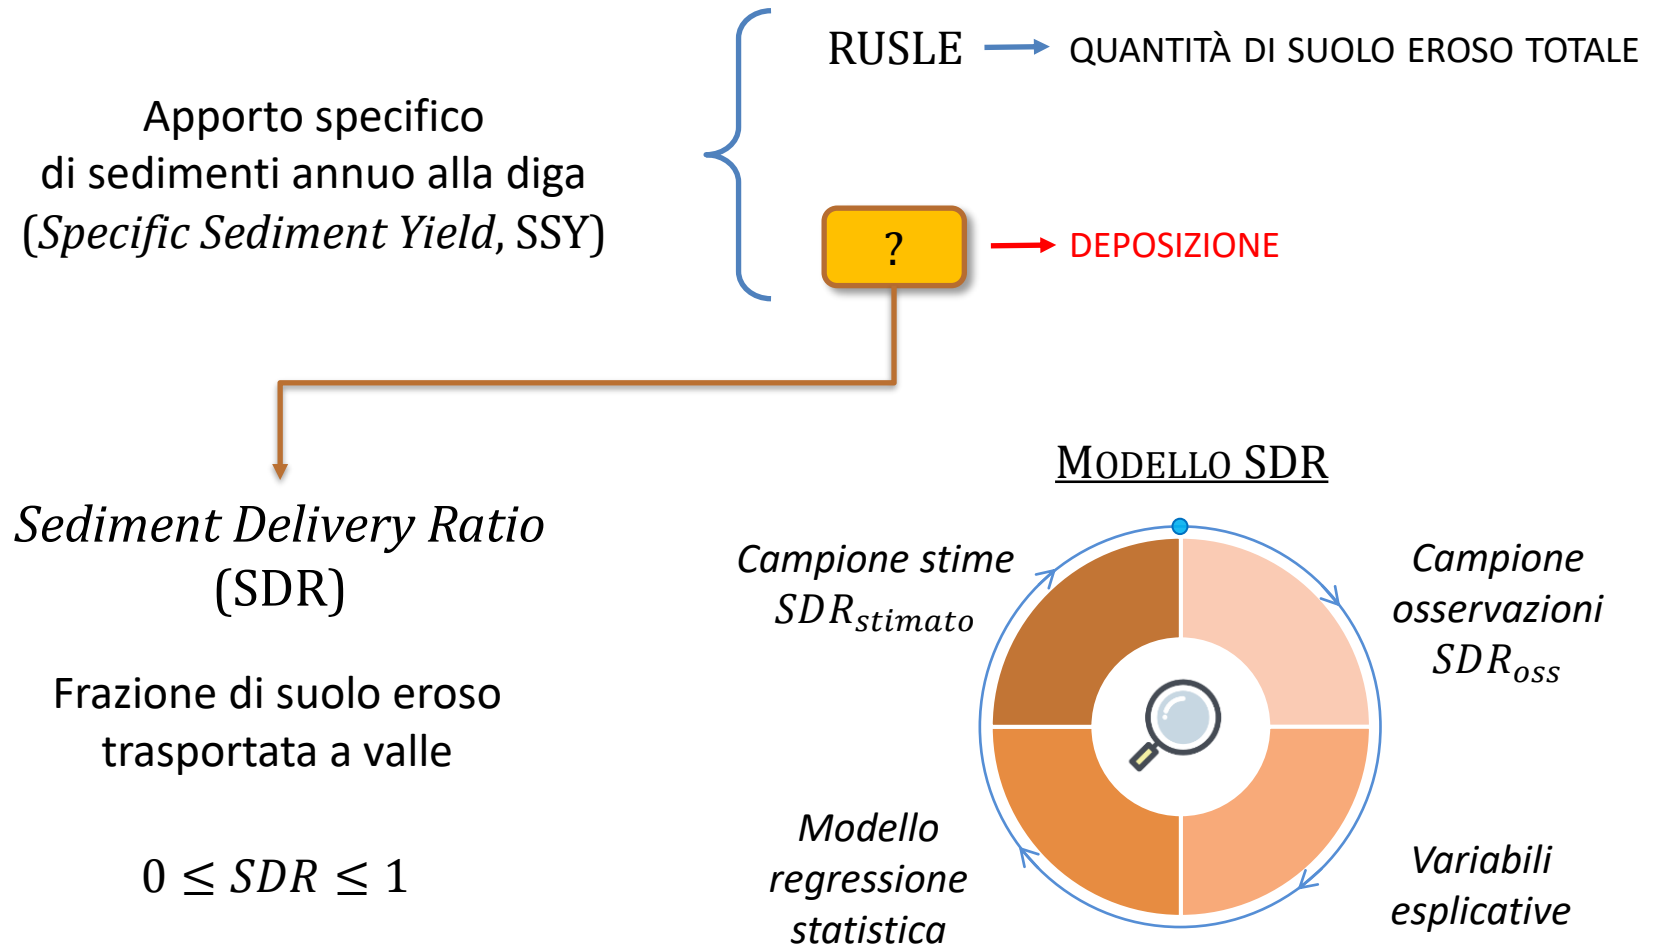 Apporto specifico
di sedimenti annuo alla diga
(Specific Sediment Yield, SSY)
RUSLE
QUANTITÀ DI SUOLO EROSO TOTALE
?
DEPOSIZIONE
Sediment Delivery Ratio
(SDR)
Frazione di suolo eroso
trasportata a valle
0 ≤ SDR ≤ 1
MODELLO SDR
Campione stime
SDR_stimato
Campione
osservazioni
SDR_oss
Modello
regressione
statistica
Variabili
esplicative